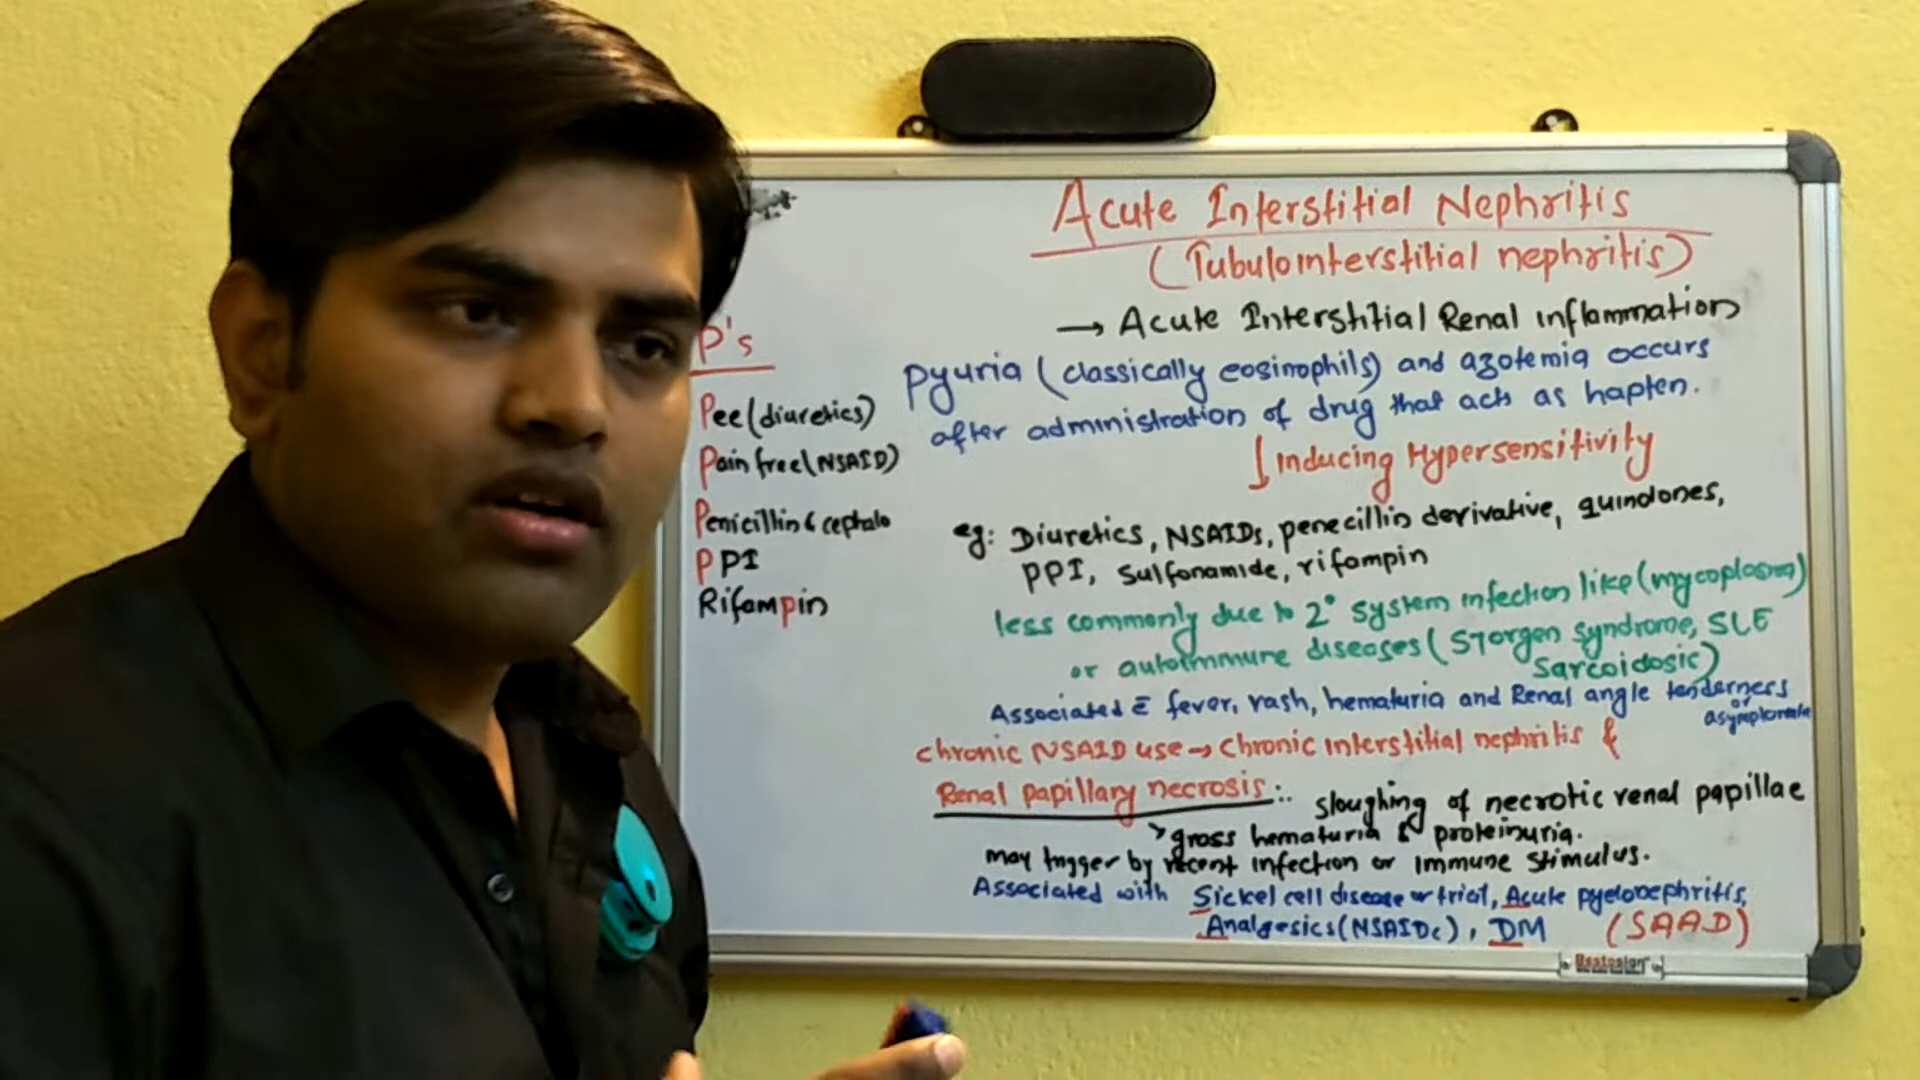 Acute Interstitial Nephritis
(Tubulointerstitial nephritis)
→ Acute Interstitial Renal inflammation
pyuria (classically eosinophils) and azotemia occurs
after administration of drug that acts as hapten.
↓ Inducing Hypersensitivity
eg: Diuretics, NSAIDs, penecillin derivative, quinolones,
PPI, sulfonamide, rifampin
less commonly due to 2° system infection like (mycoplasma)
or autoimmune diseases (STorgen syndrome, SLE
Sarcoidosic)
Associated c̄ fever, rash, hematuria and Renal angle tenderness
or
chronic NSAID use → chronic interstitial nephritis &
Renal papillary necrosis :. sloughing of necrotic renal papillae
> gross hematuria & proteinuria.
may trigger by recent infection or Immune stimulus.
Associated with Sickel cell disease or triat, Acute pyelonephritis,
Analgesics (NSAIDs), DM (SAAD)
P's
Pee (diuretics)
Pain free (NSAID)
Penicillin & cephalo
PPI
Rifampin